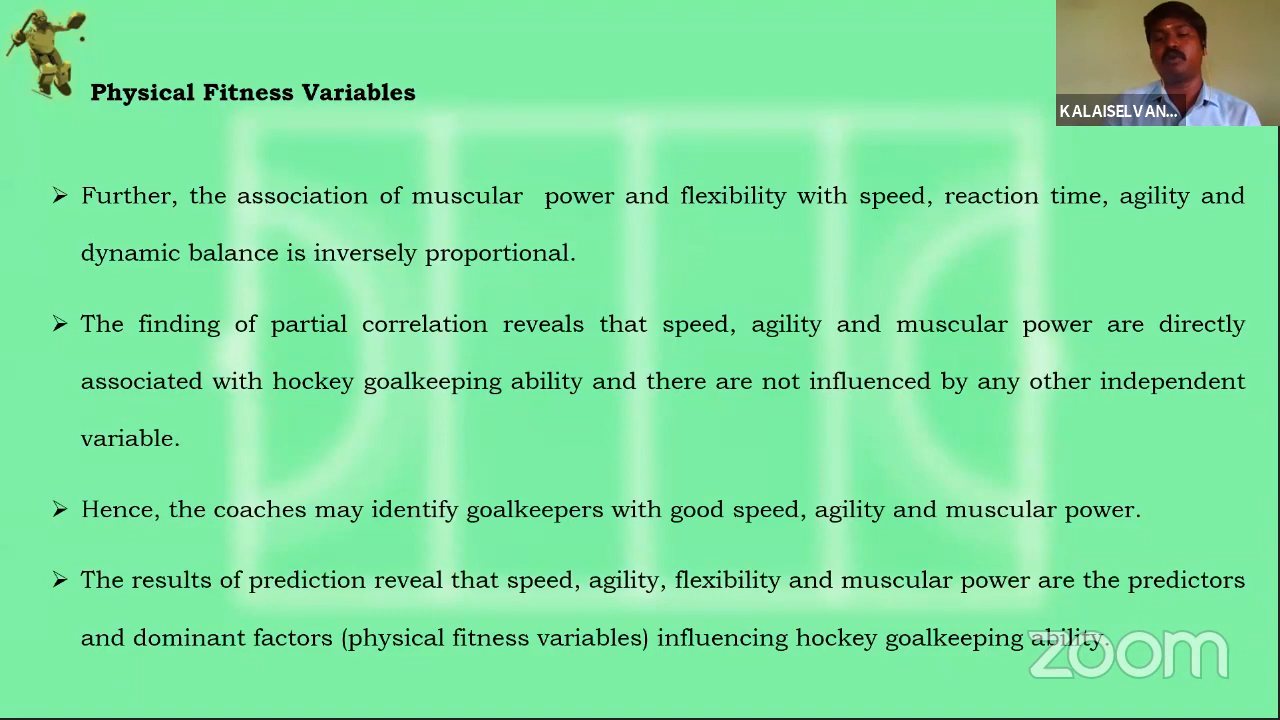 Physical Fitness Variables
KALAISELVAN...
➢ Further, the association of muscular power and flexibility with speed, reaction time, agility and
dynamic balance is inversely proportional.
➢ The finding of partial correlation reveals that speed, agility and muscular power are directly
associated with hockey goalkeeping ability and there are not influenced by any other independent
variable.
➢ Hence, the coaches may identify goalkeepers with good speed, agility and muscular power.
➢ The results of prediction reveal that speed, agility, flexibility and muscular power are the predictors
and dominant factors (physical fitness variables) influencing hockey goalkeeping ability.
zoom